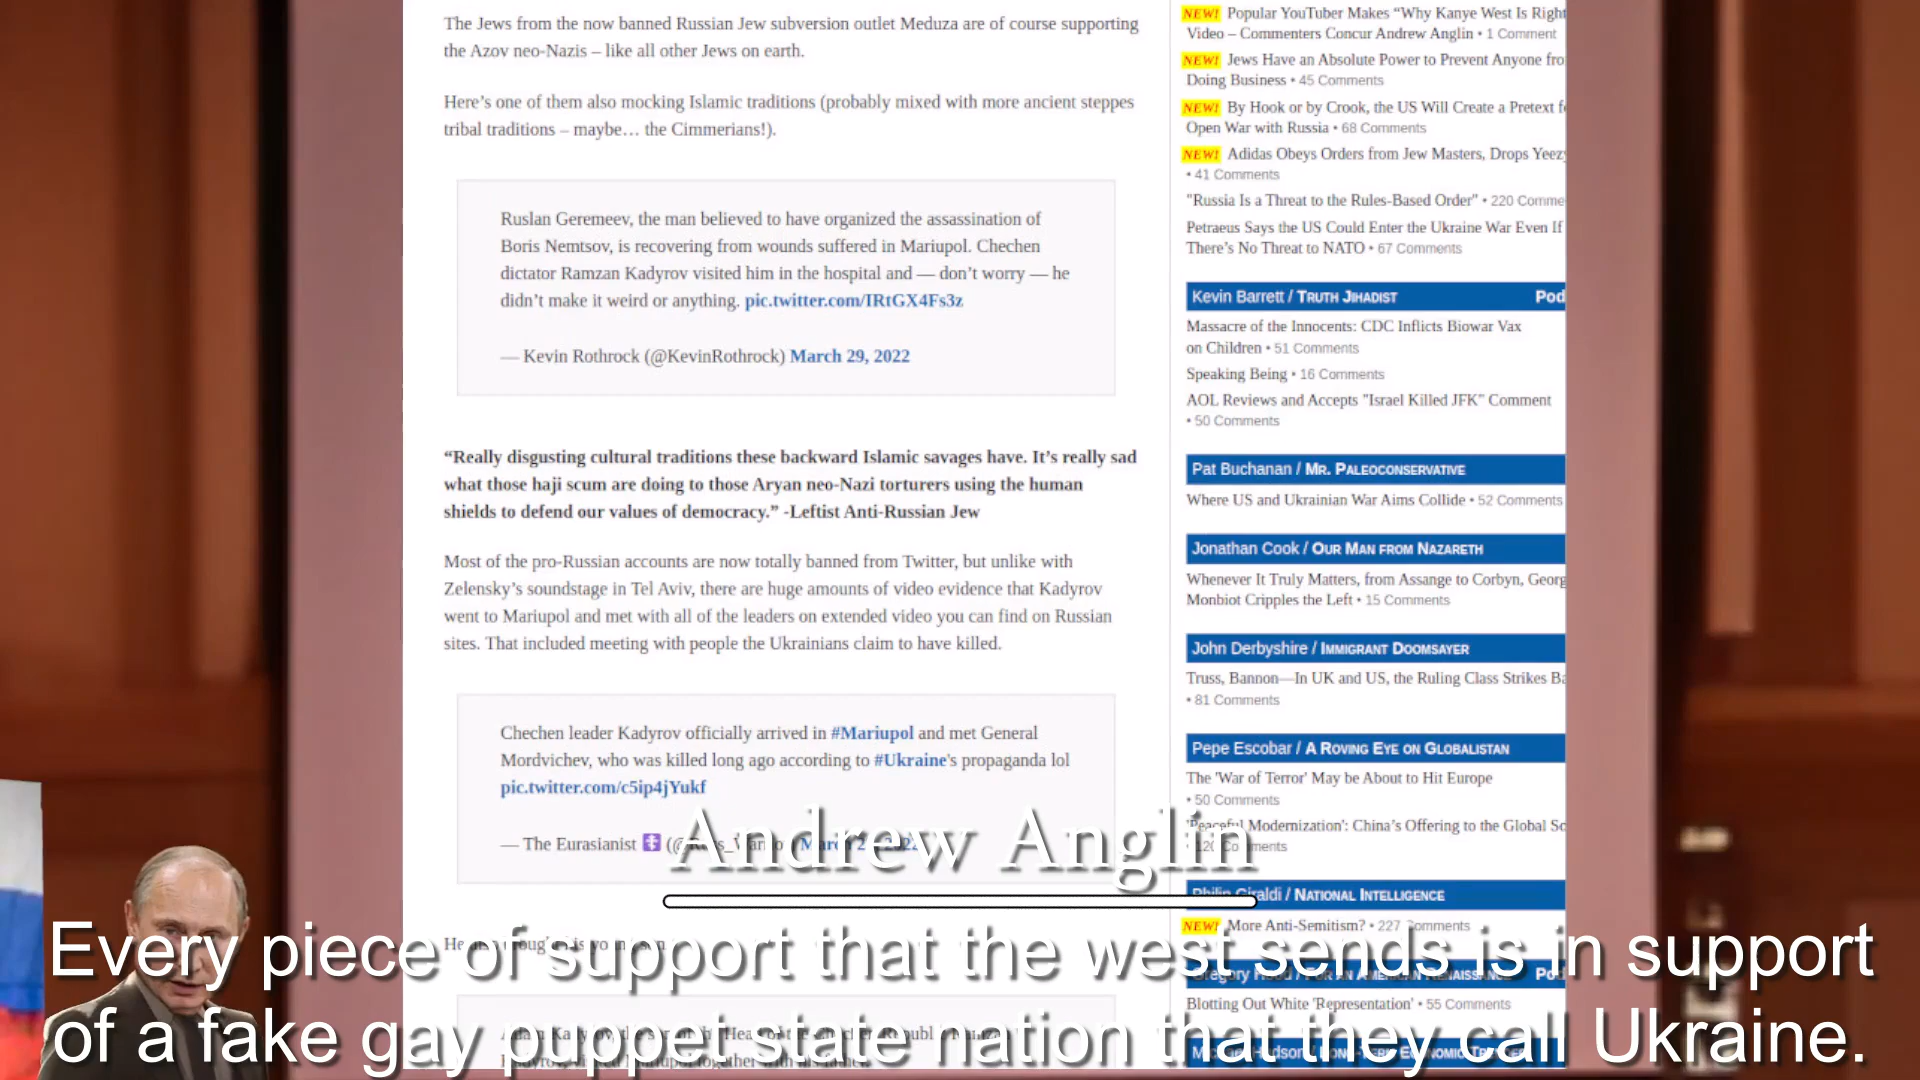 The Jews from the now banned Russian Jew subversion outlet Meduza are of course supporting
the Azov neo-Nazis – like all other Jews on earth.
Here’s one of them also mocking Islamic traditions (probably mixed with more ancient steppes
tribal traditions – maybe… the Cimmerians!).
Ruslan Geremeev, the man believed to have organized the assassination of
Boris Nemtsov, is recovering from wounds suffered in Mariupol. Chechen
dictator Ramzan Kadyrov visited him in the hospital and — don’t worry — he
didn’t make it weird or anything. pic.twitter.com/IRtGX4Fs3z
— Kevin Rothrock (@KevinRothrock) March 29, 2022
“Really disgusting cultural traditions these backward Islamic savages have. It’s really sad
what those haji scum are doing to those Aryan neo-Nazi torturers using the human
shields to defend our values of democracy.” -Leftist Anti-Russian Jew
Most of the pro-Russian accounts are now totally banned from Twitter, but unlike with
Zelensky’s soundstage in Tel Aviv, there are huge amounts of video evidence that Kadyrov
went to Mariupol and met with all of the leaders on extended video you can find on Russian
sites. That included meeting with people the Ukrainians claim to have killed.
Chechen leader Kadyrov officially arrived in #Mariupol and met General
Mordvichev, who was killed long ago according to #Ukraine's propaganda lol
pic.twitter.com/c5ip4jYukf
— The Eurasianist
NEW! Popular YouTuber Makes “Why Kanye West Is Right
Video – Commenters Concur Andrew Anglin • 1 Comment
NEW! Jews Have an Absolute Power to Prevent Anyone fro
Doing Business • 45 Comments
NEW! By Hook or by Crook, the US Will Create a Pretext f
Open War with Russia • 68 Comments
NEW! Adidas Obeys Orders from Jew Masters, Drops Yeez
• 41 Comments
"Russia Is a Threat to the Rules-Based Order" • 220 Comme
Petraeus Says the US Could Enter the Ukraine War Even If
There’s No Threat to NATO • 67 Comments
Kevin Barrett / TRUTH JIHADIST Pod
Massacre of the Innocents: CDC Inflicts Biowar Vax
on Children • 51 Comments
Speaking Being • 16 Comments
AOL Reviews and Accepts "Israel Killed JFK" Comment
• 50 Comments
Pat Buchanan / MR. PALEOCONSERVATIVE
Where US and Ukrainian War Aims Collide • 52 Comments
Jonathan Cook / OUR MAN FROM NAZARETH
Whenever It Truly Matters, from Assange to Corbyn, Georg
Monbiot Cripples the Left • 15 Comments
John Derbyshire / IMMIGRANT DOOMSAYER
Truss, Bannon—In UK and US, the Ruling Class Strikes Ba
• 81 Comments
Pepe Escobar / A ROVING EYE ON GLOBALISTAN
The 'War of Terror' May be About to Hit Europe
• 50 Comments
'Peaceful Modernization': China’s Offering to the Global So
Comments
Philip Giraldi / NATIONAL INTELLIGENCE
NEW! More Anti-Semitism? • 227 Comments
Blotting Out White 'Representation' • 55 Comments
Andrew Anglin
Every piece of support that the west sends is in support
of a fake gay puppet state nation that they call Ukraine.